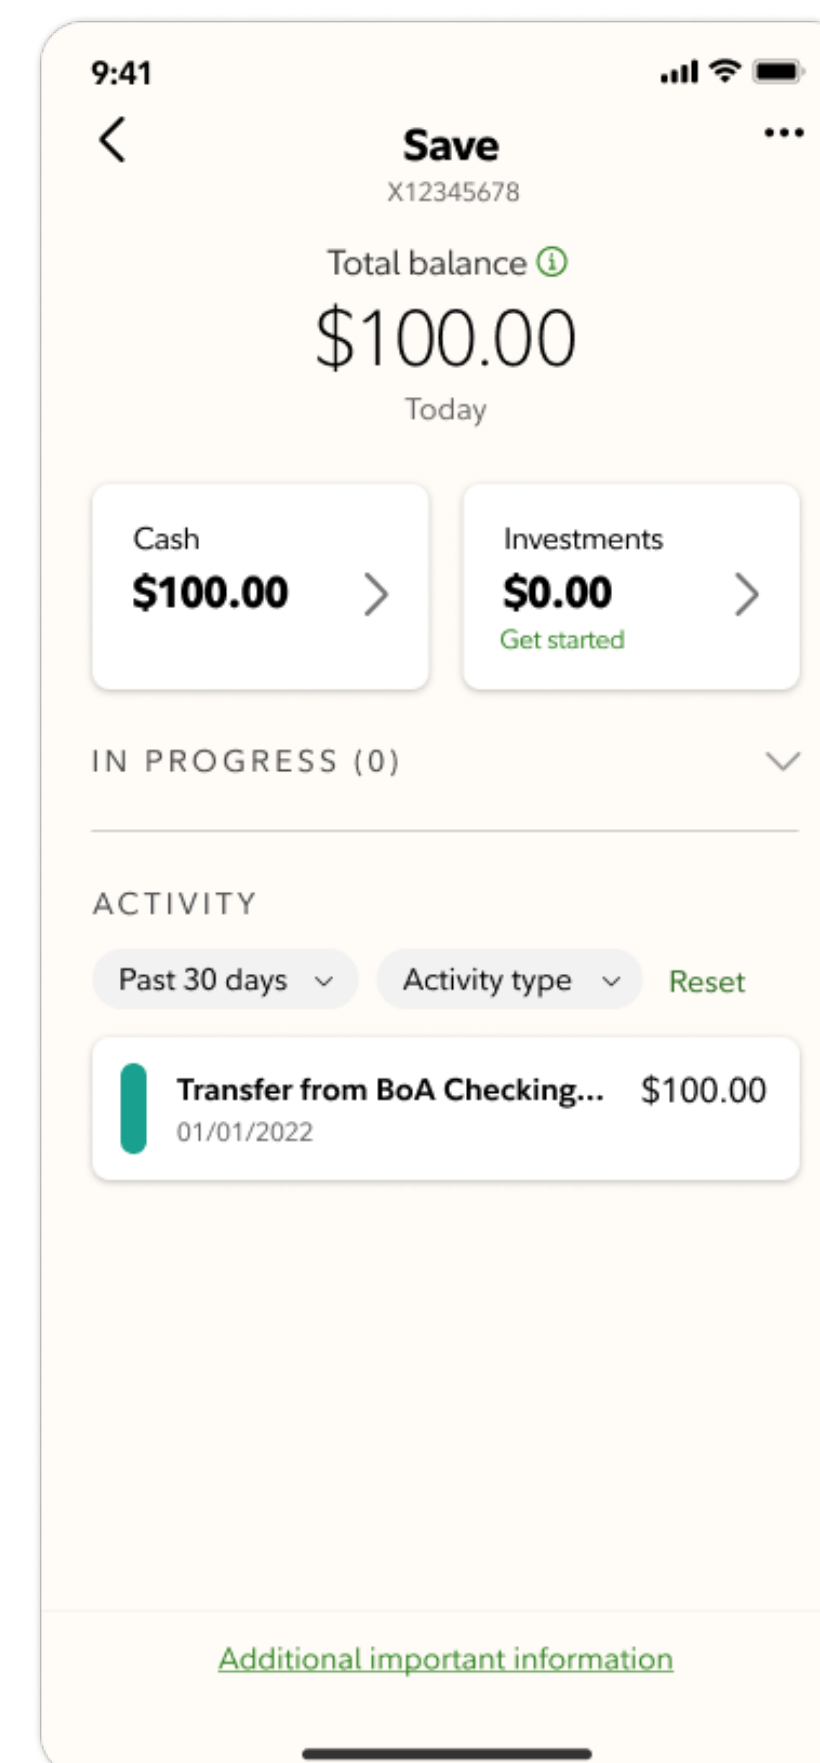 9:41
Save
X12345678
Total balance
$100.00
Today
Cash
$100.00
Investments
$0.00
Get started
IN PROGRESS (0)
ACTIVITY
Past 30 days
Activity type
Reset
Transfer from BoA Checking... $100.00
01/01/2022
Additional important information